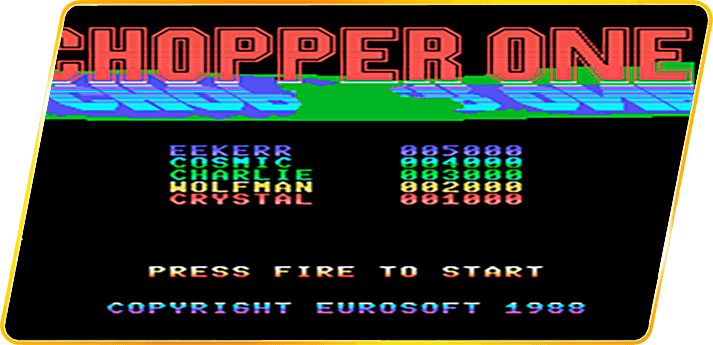 CHOPPER ONE
EEKERR 005000
COSMIC 004000
CHARLIE 003000
WOLFMAN 002000
CRYSTAL 001000
PRESS FIRE TO START
COPYRIGHT EUROSOFT 1988